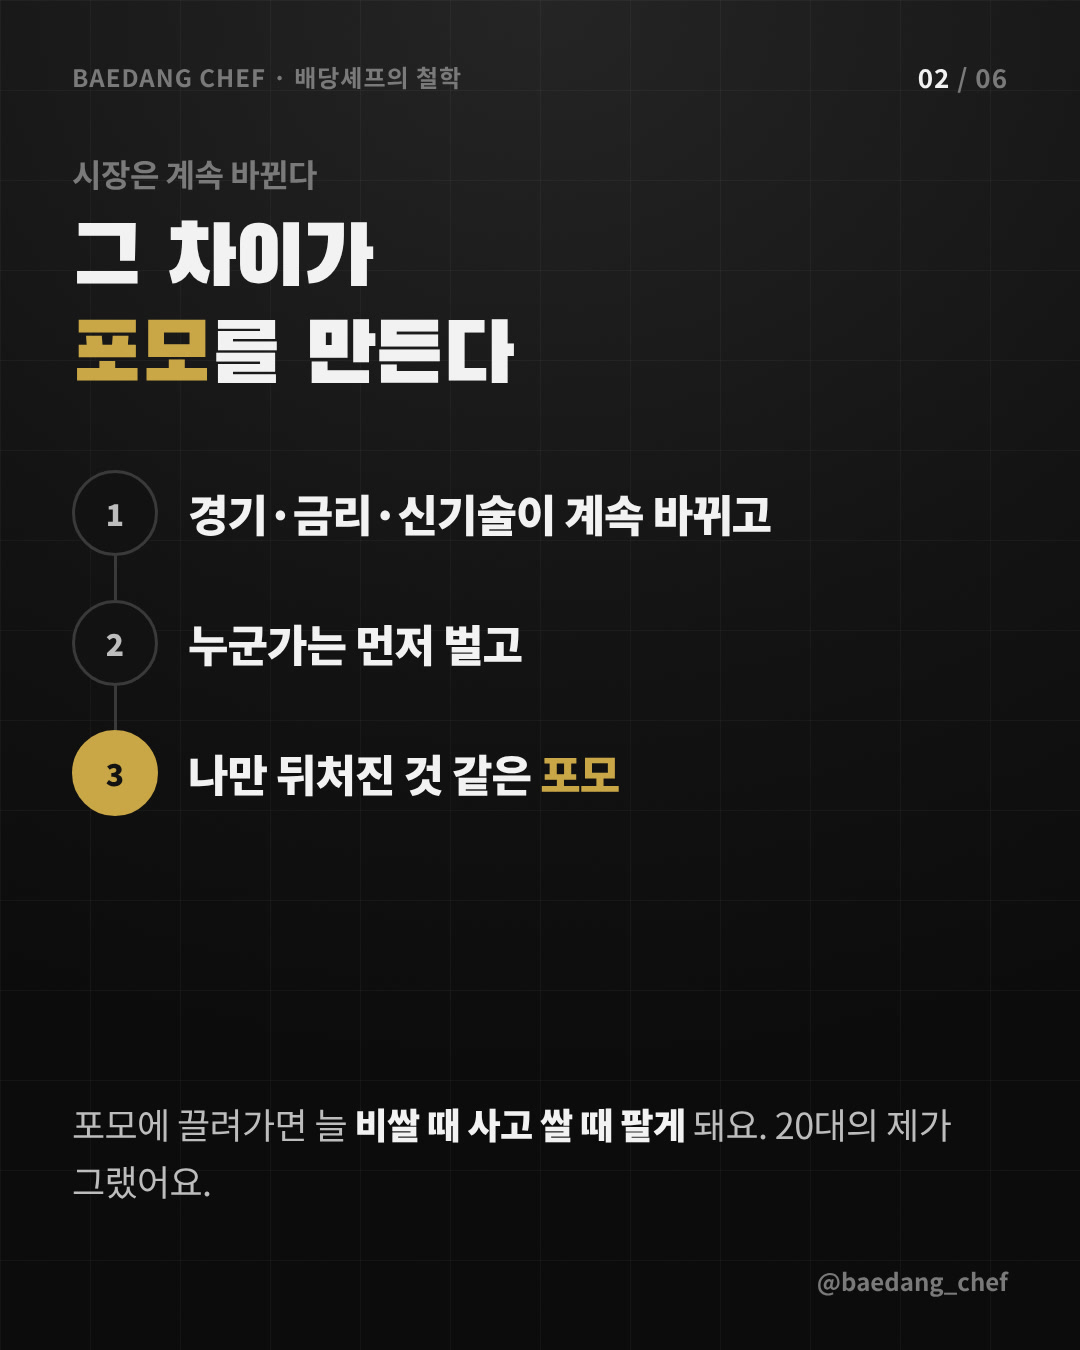 BAEDANG CHEF · 배당셰프의 철학
02 / 06
시장은 계속 바뀐다
그 차이가
포모를 만든다
1 경기·금리·신기술이 계속 바뀌고
2 누군가는 먼저 벌고
3 나만 뒤처진 것 같은 포모
포모에 끌려가면 늘 비쌀 때 사고 쌀 때 팔게 돼요. 20대의 제가
그랬어요.
@baedang_chef